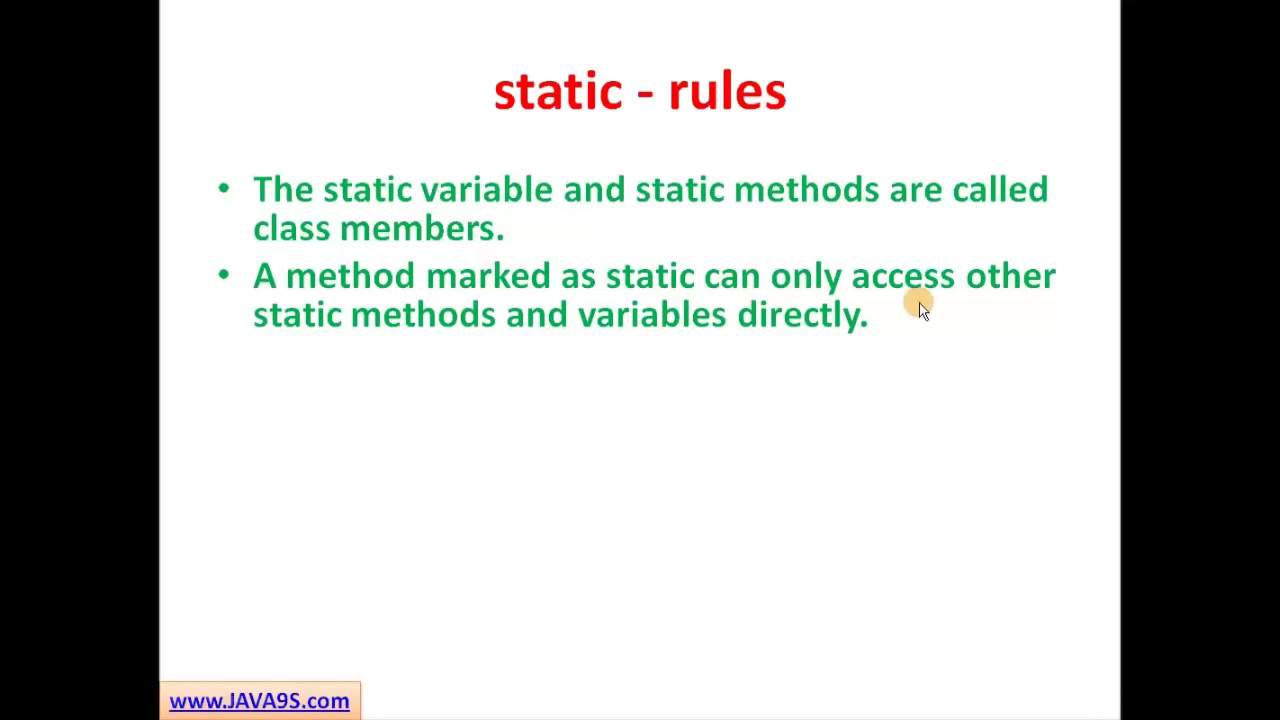 static - rules
• The static variable and static methods are called
class members.
• A method marked as static can only access other
static methods and variables directly.
www.JAVA9S.com